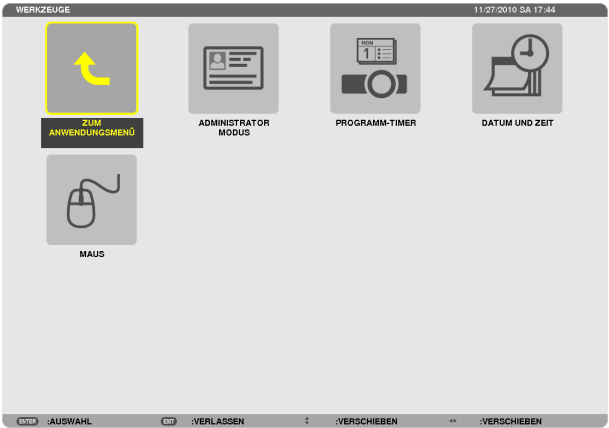 WERKZEUGE 11/27/2010 SA 17:44
MON
1
ZUM
ANWENDUNGSMENÜ
ADMINISTRATOR
MODUS
PROGRAMM-TIMER
DATUM UND ZEIT
MAUS
ENTER :AUSWAHL EXIT :VERLASSEN :VERSCHIEBEN :VERSCHIEBEN